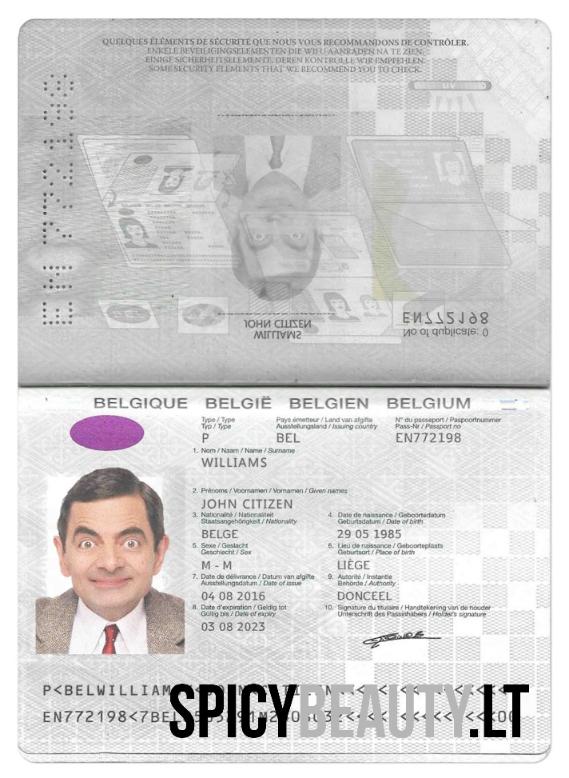 QUELQUES ÉLÉMENTS DE SÉCURITÉ QUE NOUS VOUS RECOMMANDONS DE CONTRÔLER.
ENKELE BEVEILIGINGSELEMENTEN DIE WIJ U AANRADEN NA TE ZIEN.
EINIGE SICHERHEITSELEMENTE, DEREN KONTROLLE WIR EMPFEHLEN.
SOME SECURITY ELEMENTS THAT WE RECOMMEND YOU TO CHECK.
UV
EN772198
No of duplicate: 0
EN772198
JOHN CITIZEN
WILLIAMS
BELGIQUE BELGIË BELGIEN BELGIUM
Type / Type Pays émetteur / Land van afgifte N° du passeport / Paspoortnummer
Typ / Type Ausstellungsland / Issuing country Pass-Nr / Passport no
P BEL EN772198
1. Nom / Naam / Name / Surname
WILLIAMS
2. Prénoms / Voornamen / Vornamen / Given names
JOHN CITIZEN
3. Nationalité / Nationaliteit 4. Date de naissance / Geboortedatum
Staatsangehörigkeit / Nationality Geburtsdatum / Date of birth
BELGE 29 05 1985
5. Sexe / Geslacht 6. Lieu de naissance / Geboorteplaats
Geschlecht / Sex Geburtsort / Place of birth
M - M LIÈGE
7. Date de délivrance / Datum van afgifte 9. Autorité / Instantie
Ausstellungsdatum / Date of issue Behörde / Authority
04 08 2016 DONCEEL
8. Date d'expiration / Geldig tot 10. Signature du titulaire / Handtekening van de houder
Gültig bis / Date of expiry Unterschrift des Passinhabers / Holder's signature
03 08 2023
P<BELWILLIAM
EN772198<7BEL
SPICYBEAUTY.LT